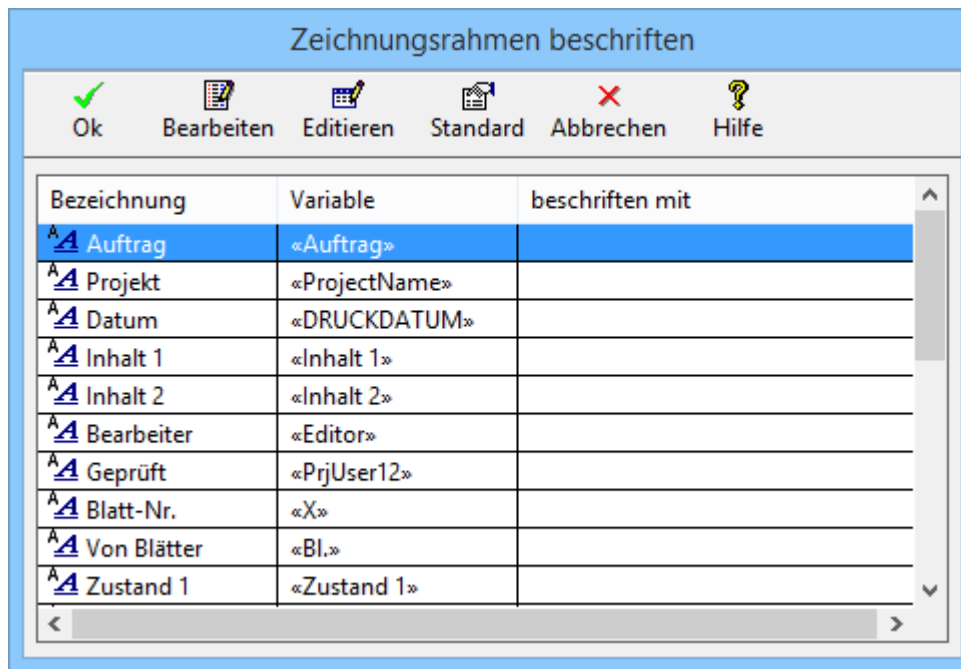 Zeichnungsrahmen beschriften
Ok Bearbeiten Editieren Standard Abbrechen Hilfe
Bezeichnung Variable beschriften mit
Auftrag «Auftrag»
Projekt «ProjectName»
Datum «DRUCKDATUM»
Inhalt 1 «Inhalt 1»
Inhalt 2 «Inhalt 2»
Bearbeiter «Editor»
Geprüft «PrjUser12»
Blatt-Nr. «X»
Von Blätter «Bl.»
Zustand 1 «Zustand 1»